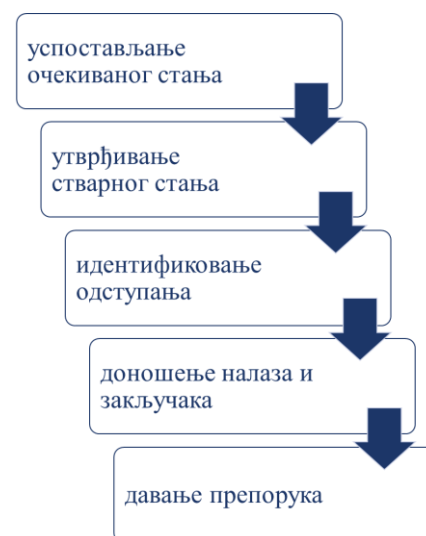 успостављање
очекиваног стања
утврђивање
стварног стања
идентификовање
одступања
доношење налаза и
закључака
давање препорука